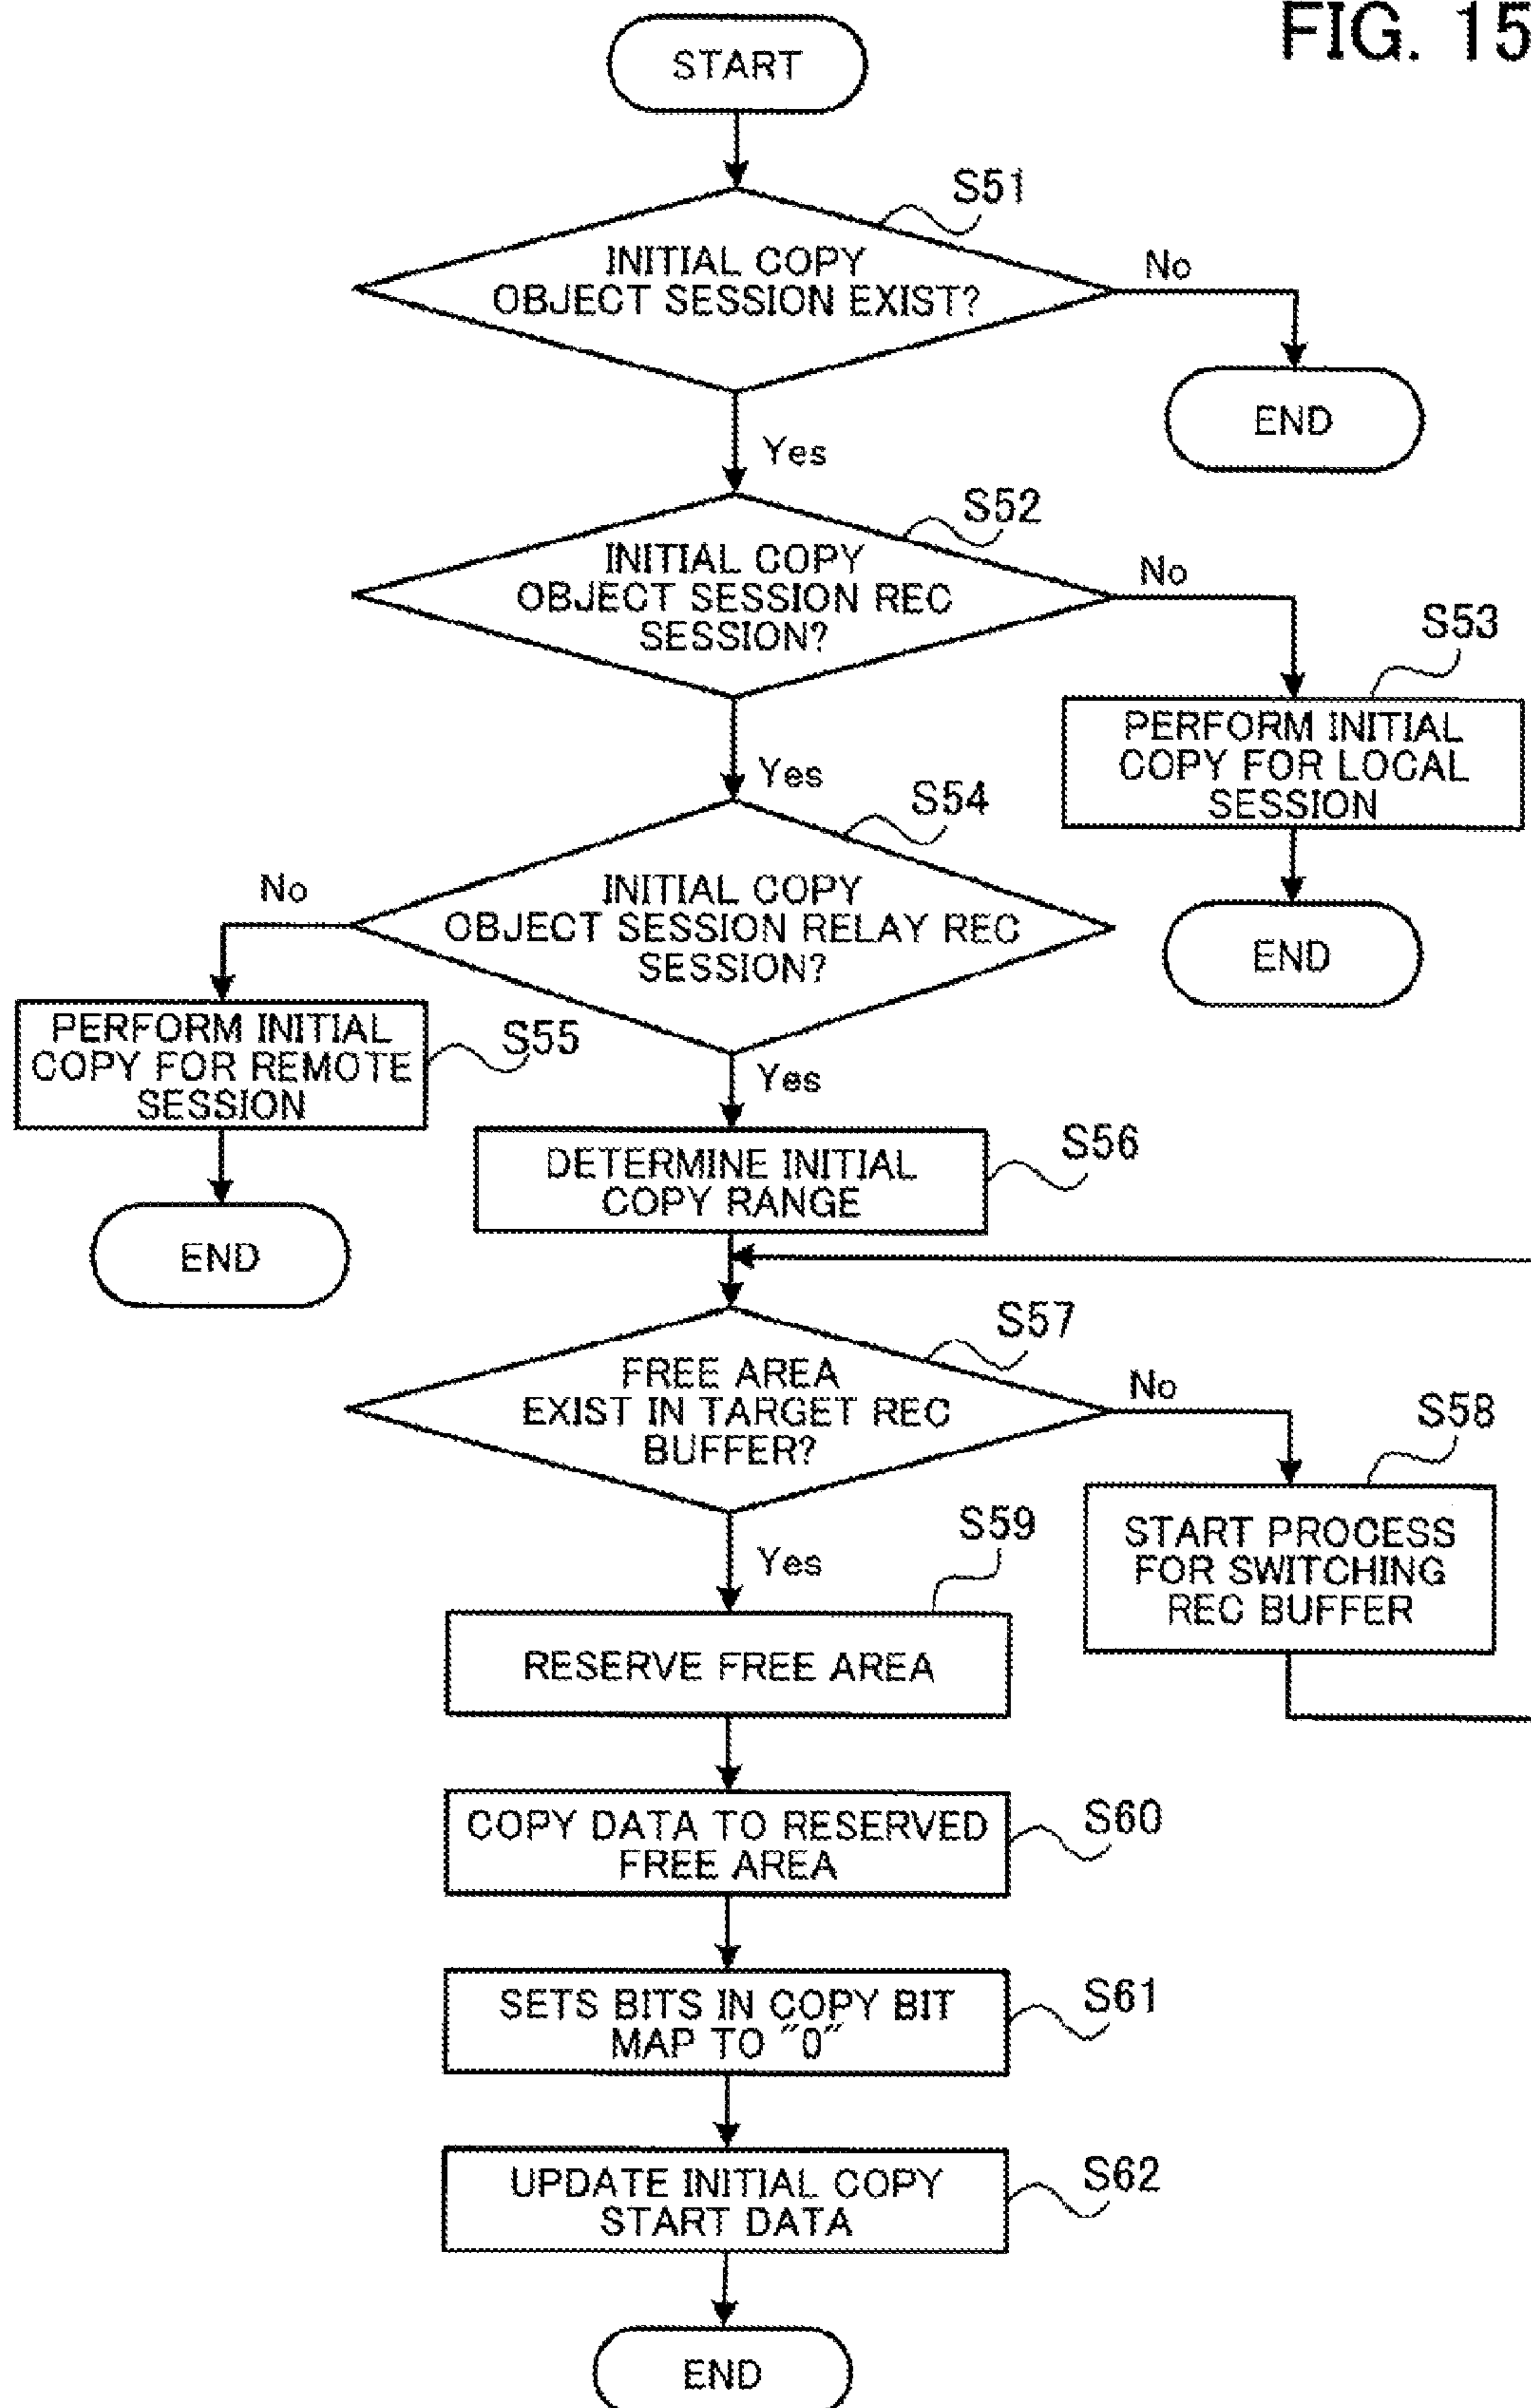 FIG. 15
START
S51
INITIAL COPY
OBJECT SESSION EXIST?
No
END
Yes
S52
INITIAL COPY
OBJECT SESSION REC
SESSION?
No
S53
PERFORM INITIAL
COPY FOR LOCAL
SESSION
END
Yes
S54
INITIAL COPY
OBJECT SESSION RELAY REC
SESSION?
No
PERFORM INITIAL
COPY FOR REMOTE
SESSION
S55
END
Yes
DETERMINE INITIAL
COPY RANGE
S56
S57
FREE AREA
EXIST IN TARGET REC
BUFFER?
No
S58
START PROCESS
FOR SWITCHING
REC BUFFER
Yes
S59
RESERVE FREE AREA
COPY DATA TO RESERVED
FREE AREA
S60
SETS BITS IN COPY BIT
MAP TO "0"
S61
UPDATE INITIAL COPY
START DATA
S62
END